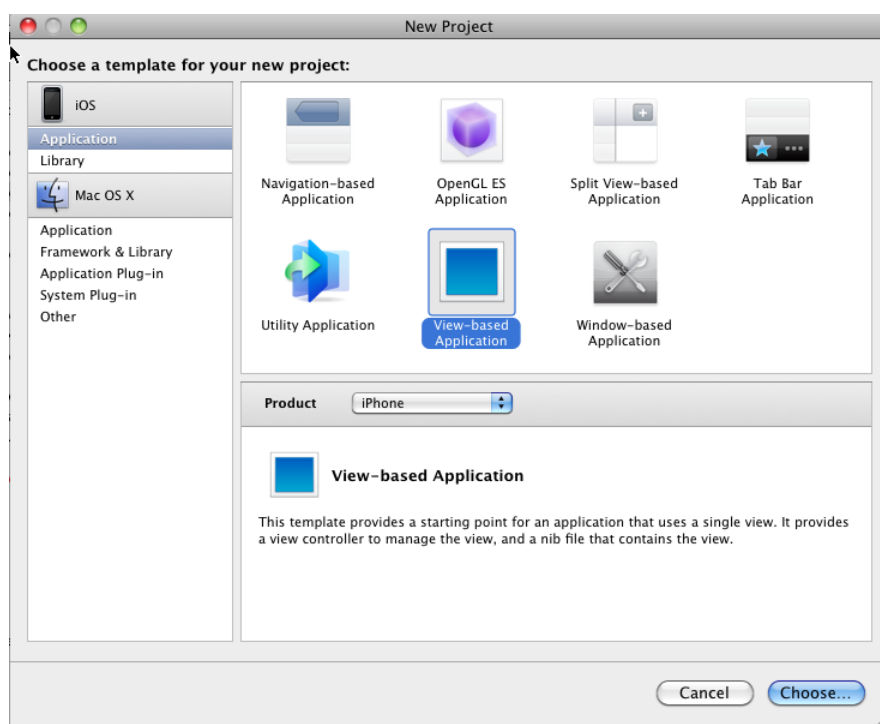 New Project
Choose a template for your new project:
iOS
Application
Library
Mac OS X
Application
Framework & Library
Application Plug-in
System Plug-in
Other
Navigation-based
Application
OpenGL ES
Application
Split View-based
Application
Tab Bar
Application
Utility Application
View-based
Application
Window-based
Application
Product
iPhone
View-based Application
This template provides a starting point for an application that uses a single view. It provides
a view controller to manage the view, and a nib file that contains the view.
Cancel
Choose...